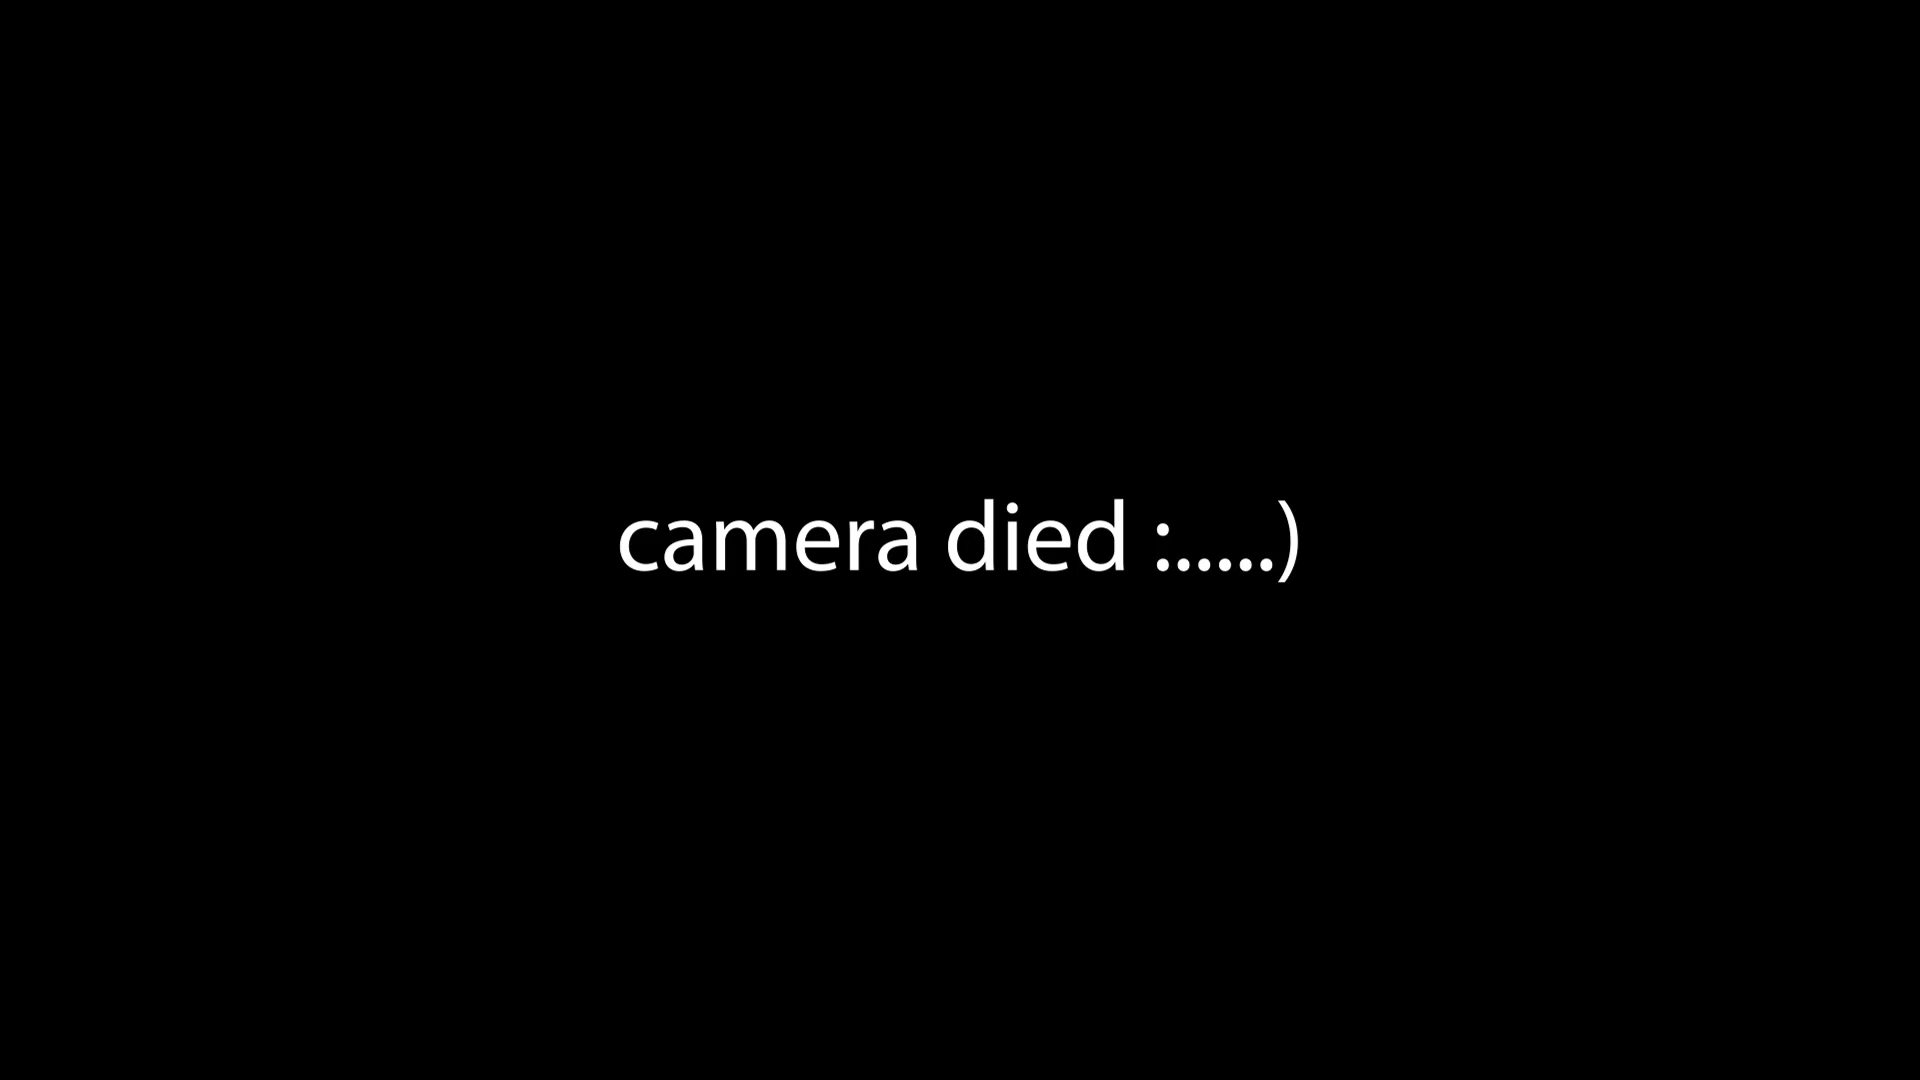 camera died :.....)